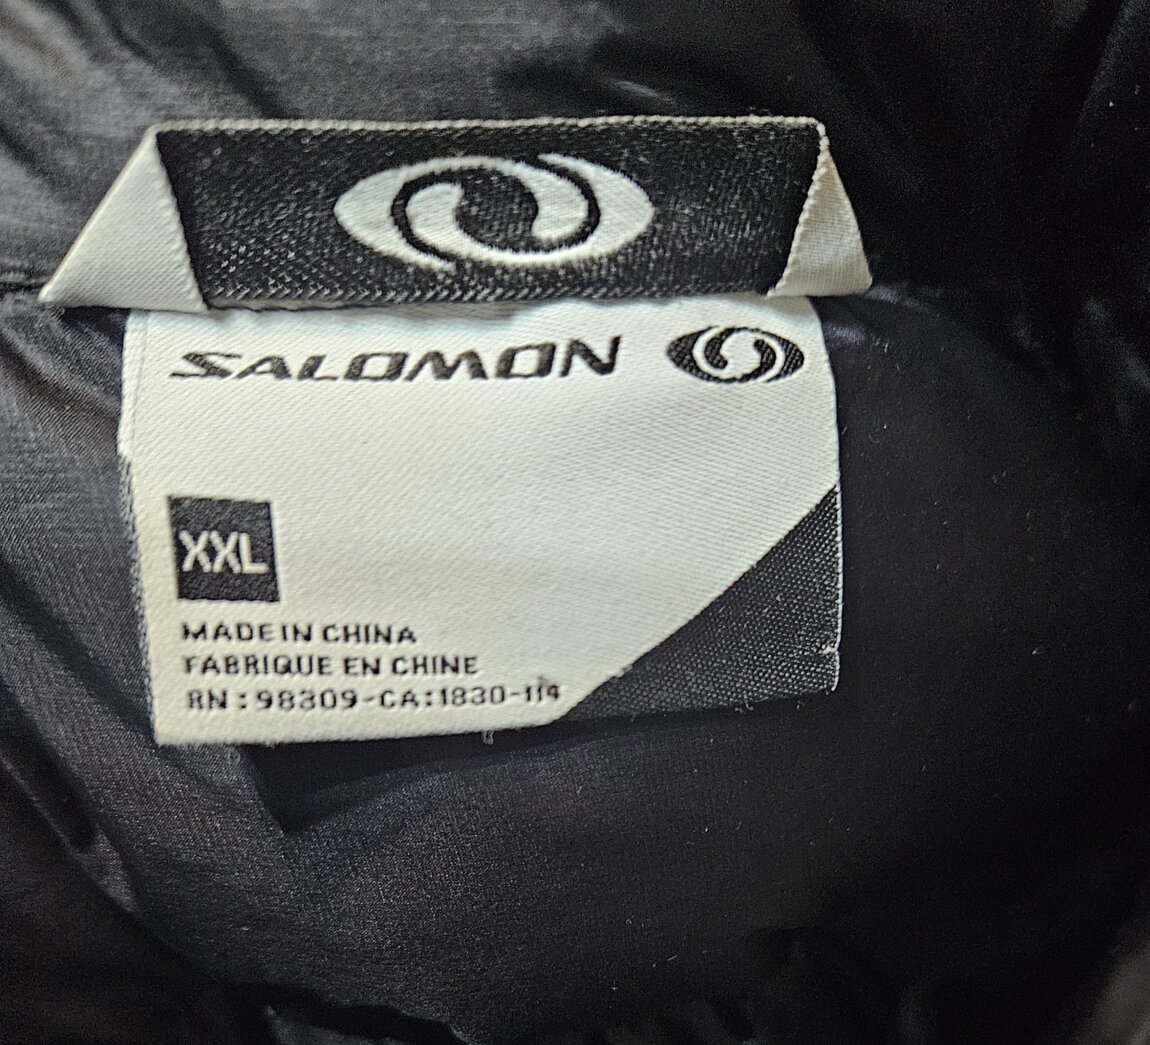 SALOMON
XXL
MADE IN CHINA
FABRIQUE EN CHINE
RN : 98309-CA:1830-114